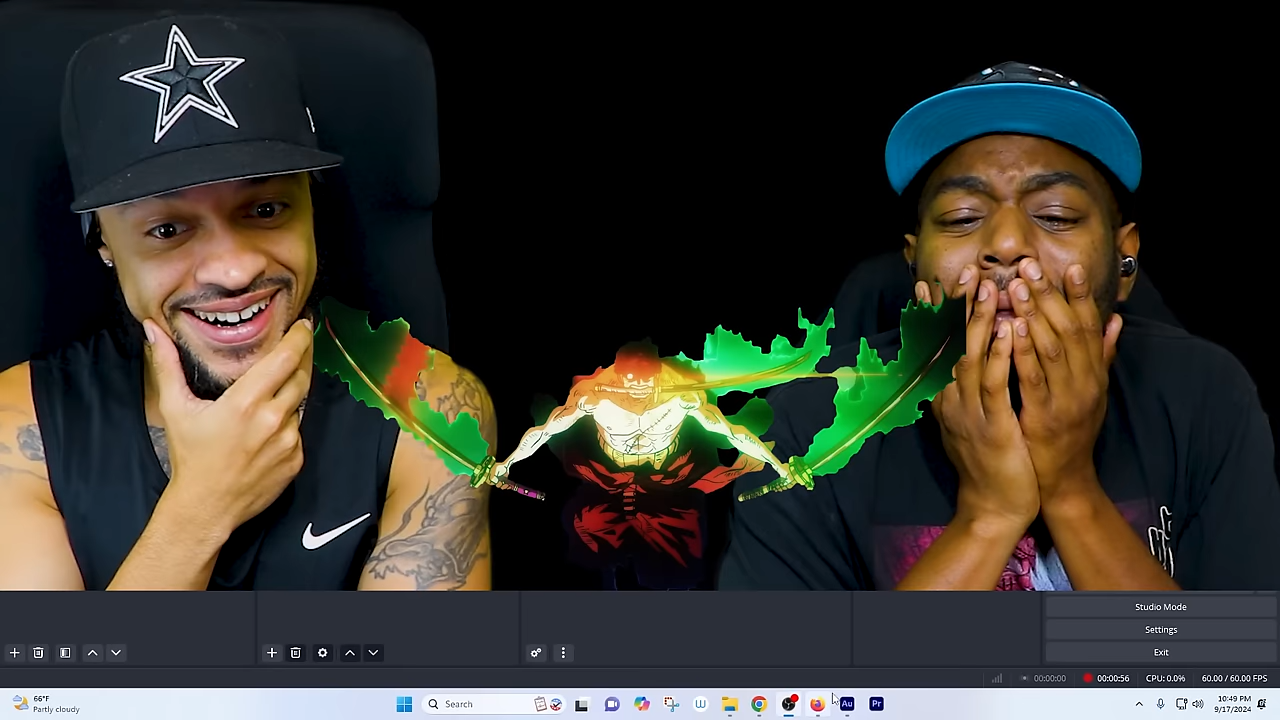 Studio Mode
Settings
Exit
00:00:00
00:00:56
CPU: 0.0%
60.00 / 60.00 FPS
66°F
Partly cloudy
Search
W
Au
Pr
10:49 PM
9/17/2024